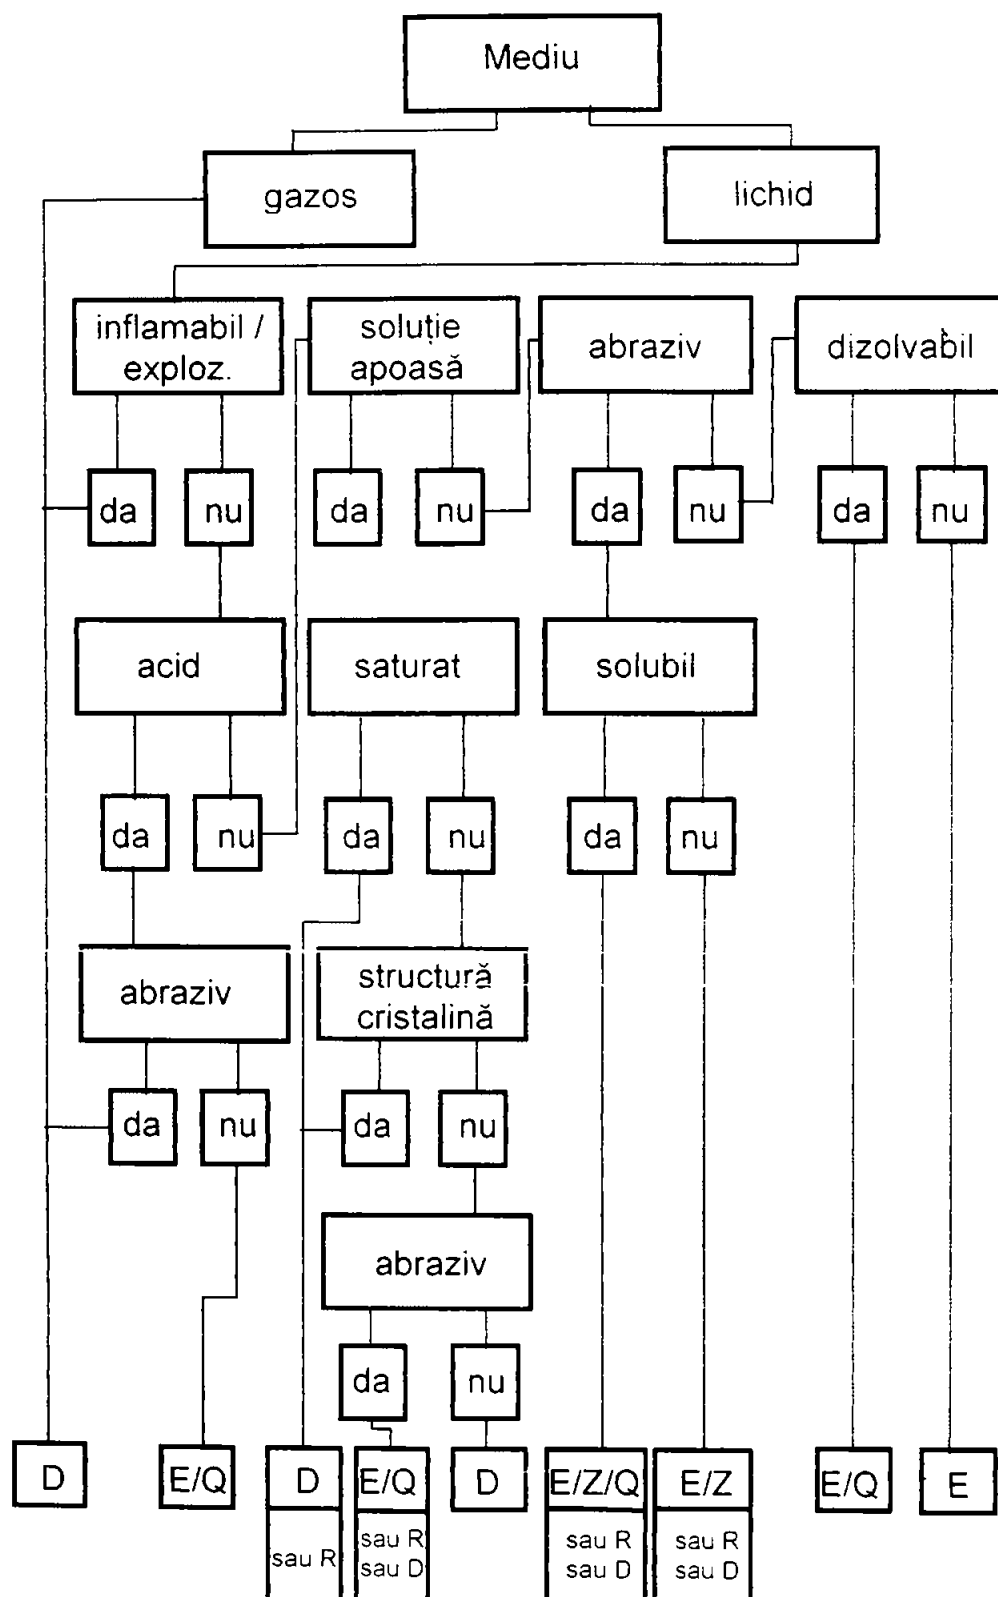 Mediu
gazos
lichid
inflamabil /
exploz.
soluție
apoasă
abraziv
dizolvabil
da
nu
da
nu
da
nu
da
nu
acid
saturat
solubil
da
nu
da
nu
da
nu
abraziv
structură
cristalină
da
nu
da
nu
abraziv
da
nu
D
E/Q
D
E/Q
D
E/Z/Q
E/Z
E/Q
E
sau R
sau R
sau D
sau R
sau D
sau R
sau D